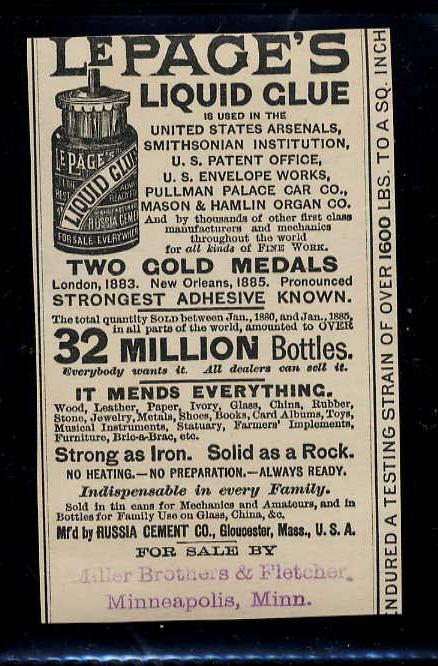 LEPAGE'S
LIQUID GLUE
IS USED IN THE
UNITED STATES ARSENALS,
SMITHSONIAN INSTITUTION,
U. S. PATENT OFFICE,
U. S. ENVELOPE WORKS,
PULLMAN PALACE CAR CO.,
MASON & HAMLIN ORGAN CO.
And by thousands of other first class
manufacturers and mechanics
throughout the world
for all kinds of FINE WORK.
LEPAGE'S
LIQUID GLUE
RUSSIA CEMENT
FOR SALE EVERYWHERE
TWO GOLD MEDALS
London, 1883. New Orleans, 1885. Pronounced
STRONGEST ADHESIVE KNOWN.
The total quantity SOLD between Jan., 1880, and Jan., 1885,
in all parts of the world, amounted to OVER
32 MILLION Bottles.
Everybody wants it. All dealers can sell it.
IT MENDS EVERYTHING.
Wood, Leather, Paper, Ivory, Glass, China, Rubber,
Stone, Jewelry, Metals, Shoes, Books, Card Albums, Toys,
Musical Instruments, Statuary, Farmers' Implements,
Furniture, Bric-a-Brac, etc.
Strong as Iron. Solid as a Rock.
NO HEATING.—NO PREPARATION.—ALWAYS READY.
Indispensable in every Family.
Sold in tin cans for Mechanics and Amateurs, and in
Bottles for Family Use on Glass, China, &c.
M'f'd by RUSSIA CEMENT CO., Gloucester, Mass., U. S. A.
FOR SALE BY
Miller Brothers & Fletcher,
Minneapolis, Minn.
ENDURED A TESTING STRAIN OF OVER 1600 LBS. TO A SQ. INCH